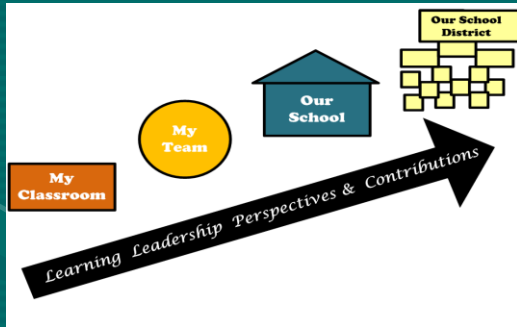 Our School
District
Our
School
My
Team
My
Classroom
Learning Leadership Perspectives & Contributions